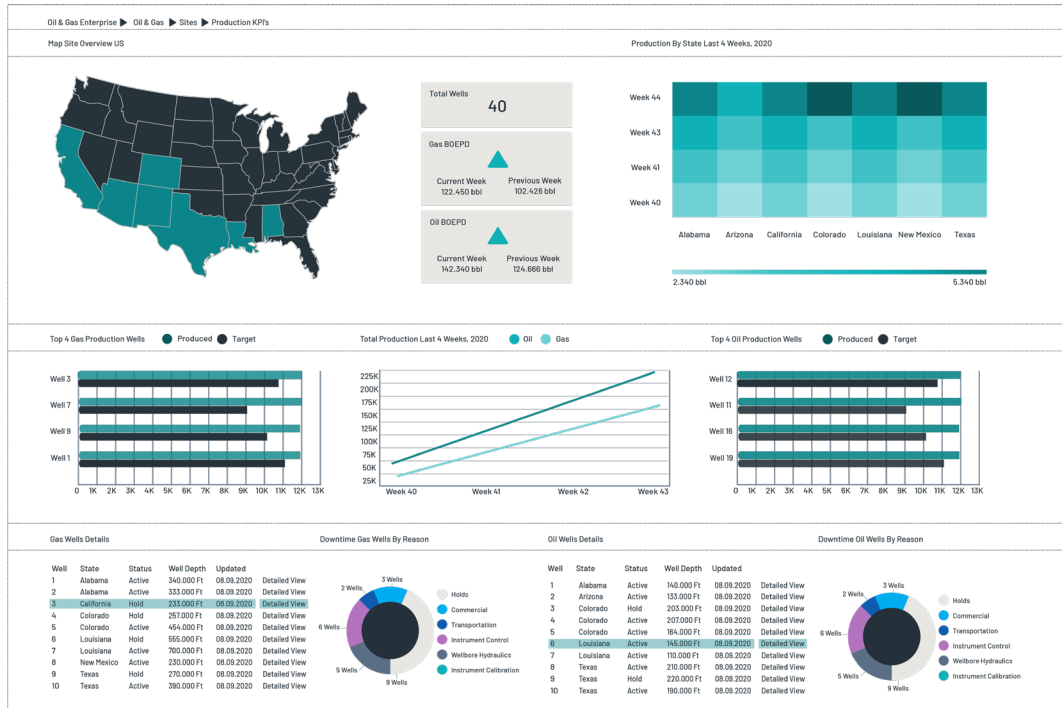 Oil & Gas Enterprise ▶ Oil & Gas ▶ Sites ▶ Production KPI's
Map Site Overview US
Production By State Last 4 Weeks, 2020
Total Wells
40
Gas BOEPD
Current Week Previous Week
122.450 bbl 102.426 bbl
Oil BOEPD
Current Week Previous Week
142.340 bbl 124.666 bbl
Week 44
Week 43
Week 41
Week 40
Alabama Arizona California Colorado Louisiana New Mexico Texas
2.340 bbl 5.340 bbl
Top 4 Gas Production Wells Produced Target
Well 3
Well 7
Well 9
Well 1
0 1K 2K 3K 4K 5K 6K 7K 8K 9K 10K 11K 12K 13K
Total Production Last 4 Weeks, 2020 Oil Gas
225K
200K
175K
150K
125K
100K
75K
50K
25K
Week 40 Week 41 Week 42 Week 43
Top 4 Oil Production Wells Produced Target
Well 12
Well 11
Well 16
Well 19
0 1K 2K 3K 4K 5K 6K 7K 8K 9K 10K 11K 12K 13K
Gas Wells Details
Well State Status Well Depth Updated
1 Alabama Active 340.000 Ft 08.09.2020 Detailed View
2 Alabama Active 333.000 Ft 08.09.2020 Detailed View
3 California Hold 233.000 Ft 08.09.2020 Detailed View
4 Colorado Hold 257.000 Ft 08.09.2020 Detailed View
5 Colorado Active 454.000 Ft 08.09.2020 Detailed View
6 Louisiana Hold 555.000 Ft 08.09.2020 Detailed View
7 Louisiana Active 700.000 Ft 08.09.2020 Detailed View
8 New Mexico Active 230.000 Ft 08.09.2020 Detailed View
9 Texas Hold 270.000 Ft 08.09.2020 Detailed View
10 Texas Active 390.000 Ft 08.09.2020 Detailed View
Downtime Gas Wells By Reason
3 Wells
2 Wells
6 Wells
5 Wells
9 Wells
Holds
Commercial
Transportation
Instrument Control
Wellbore Hydraulics
Instrument Calibration
Oil Wells Details
Well State Status Well Depth Updated
1 Alabama Active 140.000 Ft 08.09.2020 Detailed View
2 Arizona Active 133.000 Ft 08.09.2020 Detailed View
3 Colorado Hold 203.000 Ft 08.09.2020 Detailed View
4 Colorado Active 207.000 Ft 08.09.2020 Detailed View
5 Colorado Active 164.000 Ft 08.09.2020 Detailed View
6 Louisiana Active 145.000 Ft 08.09.2020 Detailed View
7 Louisiana Active 110.000 Ft 08.09.2020 Detailed View
8 Texas Active 210.000 Ft 08.09.2020 Detailed View
9 Texas Hold 220.000 Ft 08.09.2020 Detailed View
10 Texas Active 190.000 Ft 08.09.2020 Detailed View
Downtime Oil Wells By Reason
3 Wells
2 Wells
6 Wells
5 Wells
9 Wells
Holds
Commercial
Transportation
Instrument Control
Wellbore Hydraulics
Instrument Calibration